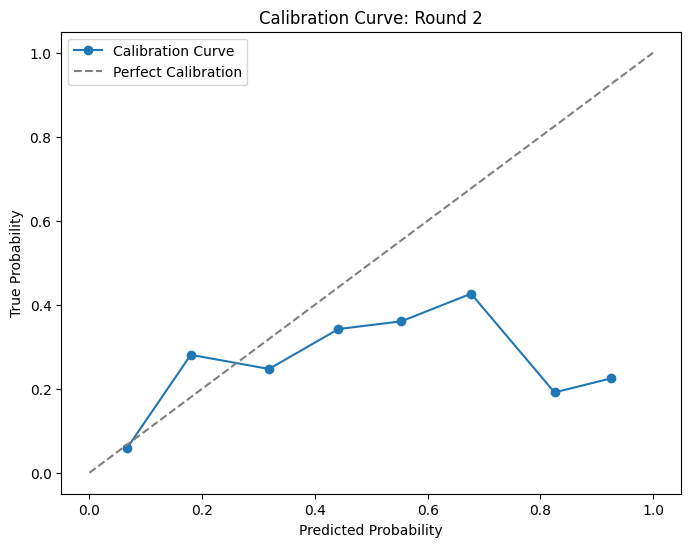 Calibration Curve: Round 2
Calibration Curve
Perfect Calibration
True Probability
1.0
0.8
0.6
0.4
0.2
0.0
0.0 0.2 0.4 0.6 0.8 1.0
Predicted Probability